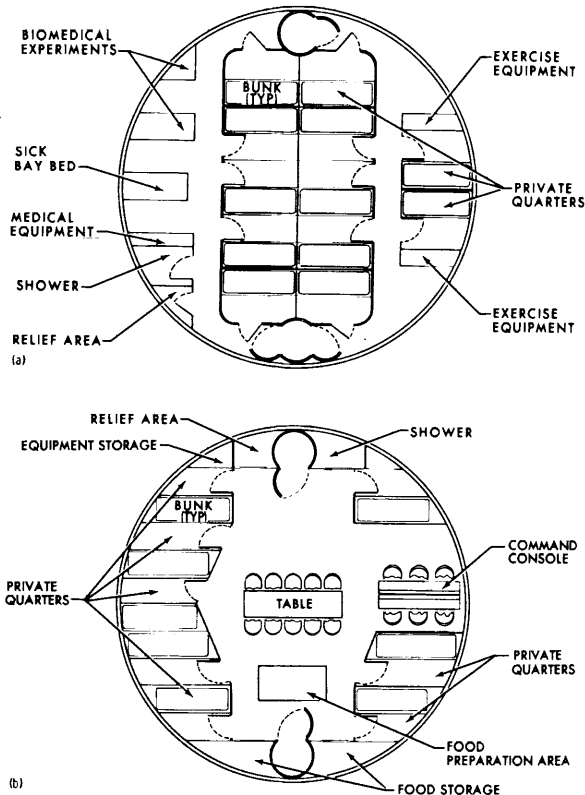 BIOMEDICAL
EXPERIMENTS
EXERCISE
EQUIPMENT
BUNK
(TYP)
SICK
BAY BED
PRIVATE
QUARTERS
MEDICAL
EQUIPMENT
SHOWER
EXERCISE
EQUIPMENT
RELIEF AREA
(a)
RELIEF AREA
SHOWER
EQUIPMENT STORAGE
BUNK
(TYP)
COMMAND
CONSOLE
PRIVATE
QUARTERS
TABLE
PRIVATE
QUARTERS
FOOD
PREPARATION AREA
(b)
FOOD STORAGE